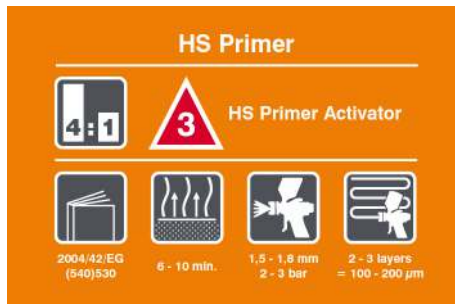 HS Primer
4:1
3
HS Primer Activator
2004/42/EG
(540)530
6 - 10 min.
1,5 - 1,8 mm
2 - 3 bar
2 - 3 layers
= 100 - 200 µm